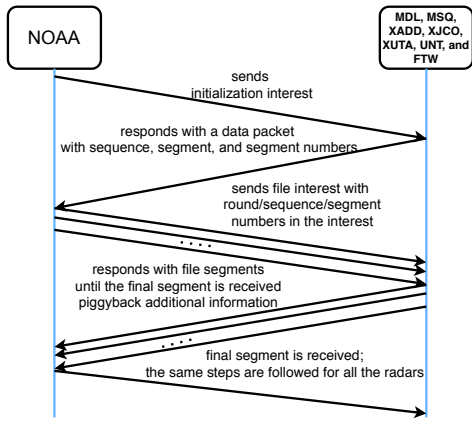 NOAA
MDL, MSQ,
XADD, XJCO,
XUTA, UNT, and
FTW
sends
initialization interest
responds with a data packet
with sequence, segment, and segment numbers
sends file interest with
round/sequence/segment
numbers in the interest
. . . .
responds with file segments
until the final segment is received
piggyback additional information
. . . .
final segment is received;
the same steps are followed for all the radars